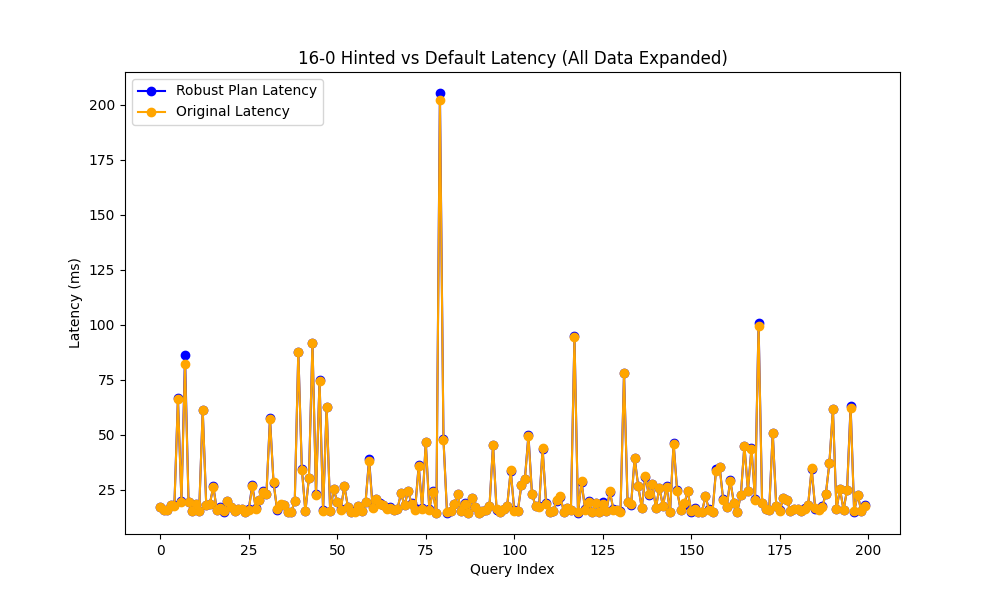 16-0 Hinted vs Default Latency (All Data Expanded)
Robust Plan Latency
Original Latency
Latency (ms)
200
175
150
125
100
75
50
25
0 25 50 75 100 125 150 175 200
Query Index